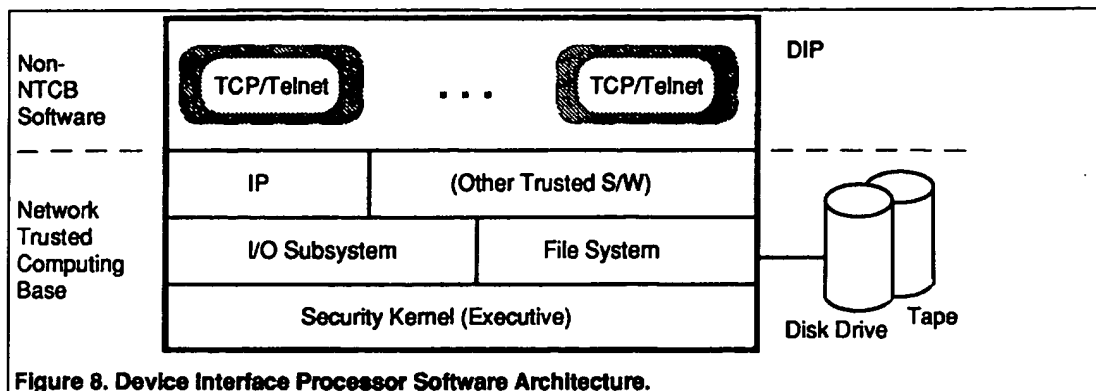 Non-
NTCB
Software
TCP/Telnet
. . .
TCP/Telnet
DIP
Network
Trusted
Computing
Base
IP
(Other Trusted S/W)
I/O Subsystem
File System
Security Kernel (Executive)
Disk Drive
Tape
Figure 8. Device Interface Processor Software Architecture.